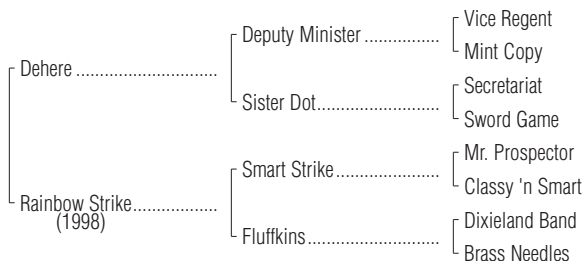 Vice Regent
Deputy Minister ..................
Mint Copy
Dehere .................................
Secretariat
Sister Dot.............................
Sword Game
Mr. Prospector
Smart Strike........................
Classy 'n Smart
Rainbow Strike....................
(1998)
Dixieland Band
Fluffkins...............................
Brass Needles